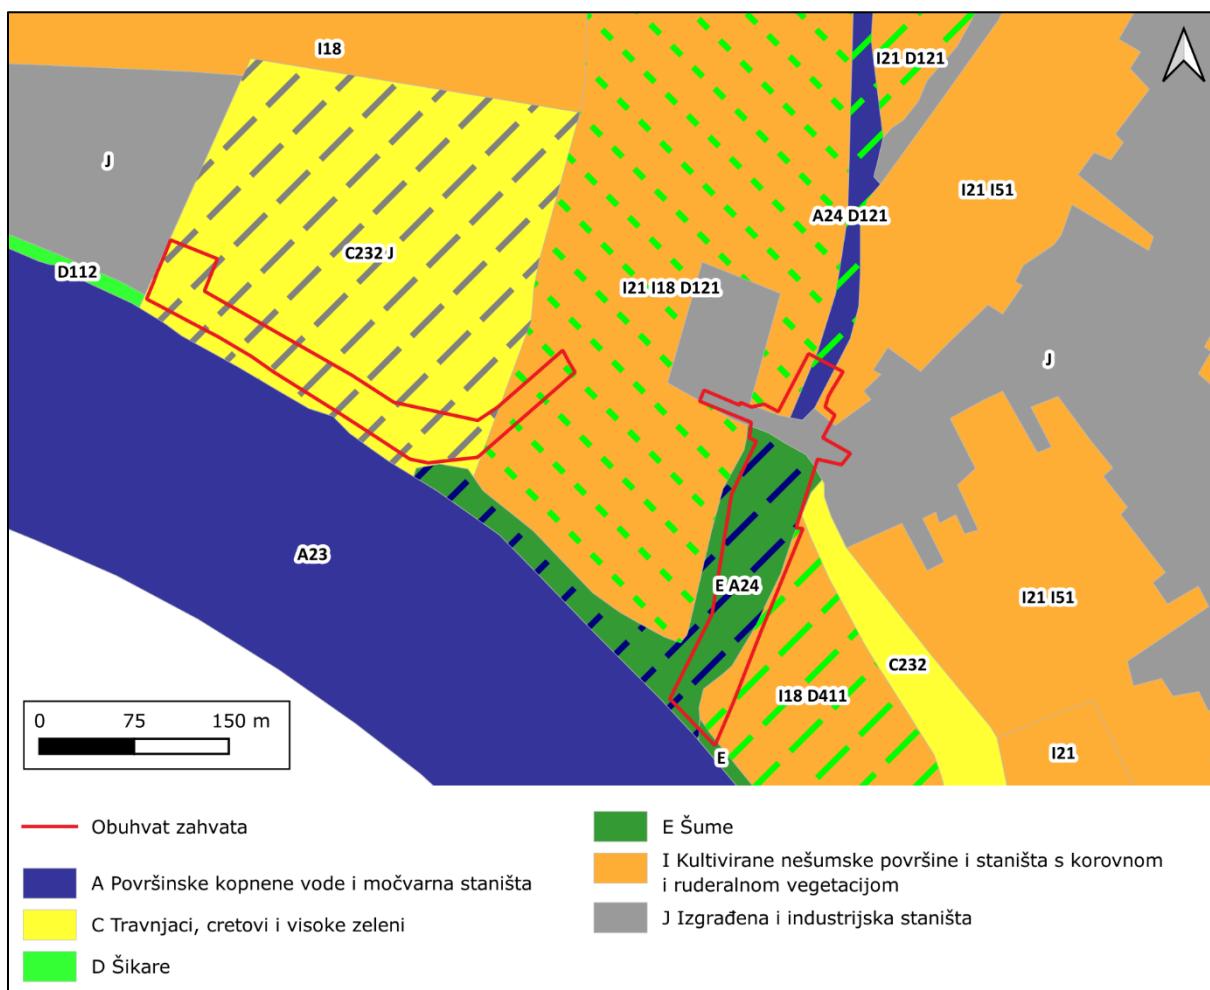 I18
I21 D121
J
I21 I51
A24 D121
C232 J
D112
I21 I18 D121
J
A23
E A24
I21 I51
C232
I18 D411
0 75 150 m
I21
E
Obuhvat zahvata
A Površinske kopnene vode i močvarna staništa
C Travnjaci, cretovi i visoke zeleni
D Šikare
E Šume
I Kultivirane nešumske površine i staništa s korovnom
i ruderalnom vegetacijom
J Izgrađena i industrijska staništa